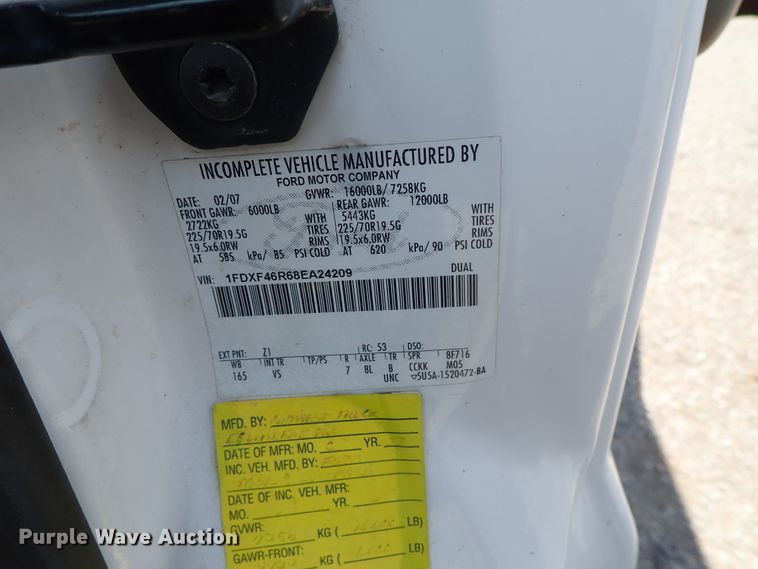 INCOMPLETE VEHICLE MANUFACTURED BY
FORD MOTOR COMPANY
DATE: 02/07 GVWR: 16000LB/ 7258KG
FRONT GAWR: 6000LB REAR GAWR: 12000LB
2722KG WITH 5443KG WITH
225/70R19.5G TIRES 225/70R19.5G TIRES
19.5x6.0RW RIMS 19.5x6.0RW RIMS
AT 585 kPa/ 85 PSI COLD AT 620 kPa/ 90 PSI COLD
VIN: 1FDXF46R68EA24209 DUAL
EXT PNT: Z1 RC: 53 DSO:
WB INT TR TP/PS R AXLE TR SPR BF716
165 VS 7 8L B CCKK M05
UNC 5U5A-1520472-BA
MFD. BY: TRUCK
DATE OF MFR: MO. YR.
INC. VEH. MFD. BY:
DATE OF INC. VEH. MFR:
MO. YR.
GVWR:
KG ( LB)
GAWR-FRONT:
KG ( LB)
Purple Wave Auction